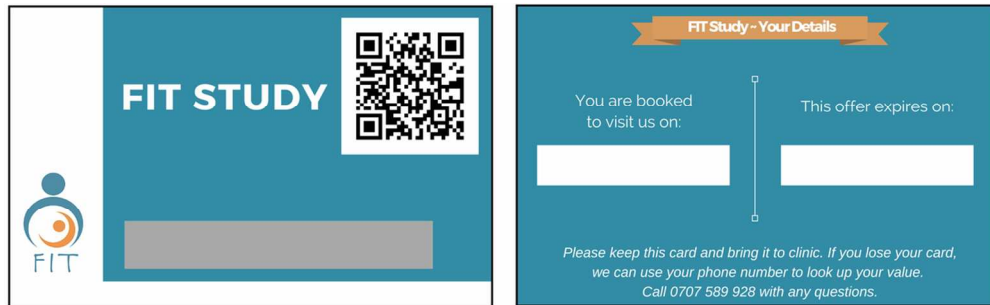 FIT STUDY
FIT
FIT Study ~ Your Details
You are booked
to visit us on:
This offer expires on:
Please keep this card and bring it to clinic. If you lose your card,
we can use your phone number to look up your value.
Call 0707 589 928 with any questions.